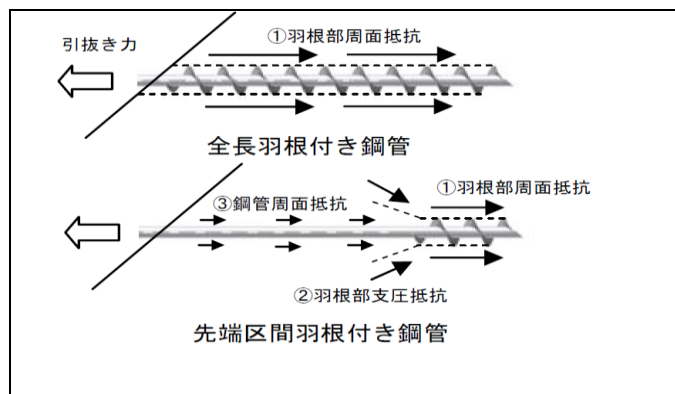 引抜き力
①羽根部周面抵抗
全長羽根付き鋼管
①羽根部周面抵抗
③鋼管周面抵抗
②羽根部支圧抵抗
先端区間羽根付き鋼管